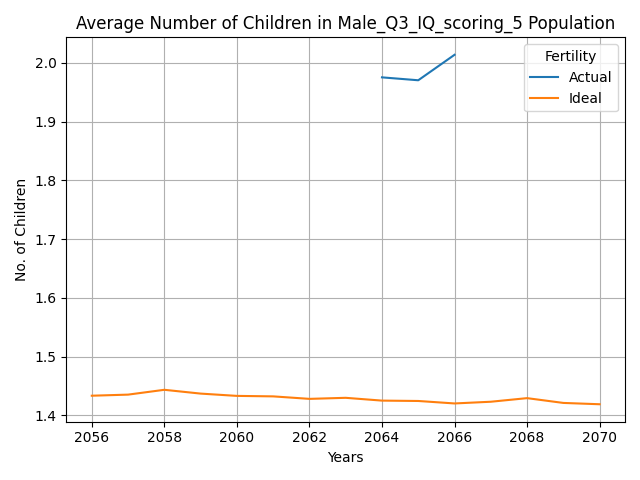 Average Number of Children in Male_Q3_IQ_scoring_5 Population
Fertility
Actual
Ideal
No. of Children
2.0
1.9
1.8
1.7
1.6
1.5
1.4
2056 2058 2060 2062 2064 2066 2068 2070
Years